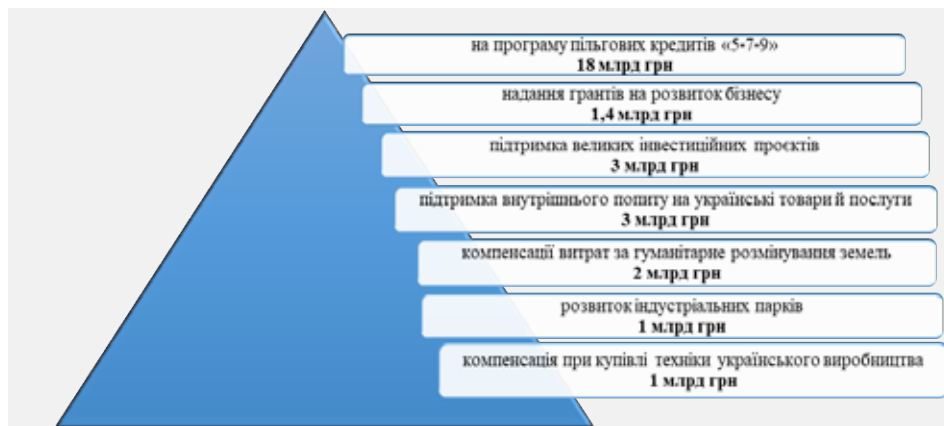 на програму пільгових кредитів «5-7-9»
18 млрд грн
надання грантів на розвиток бізнесу
1,4 млрд грн
підтримка великих інвестиційних проєктів
3 млрд грн
підтримка внутрішнього попиту на українські товари й послуги
3 млрд грн
компенсації витрат за гуманітарне розмінування земель
2 млрд грн
розвиток індустріальних парків
1 млрд грн
компенсація при купівлі техніки українського виробництва
1 млрд грн